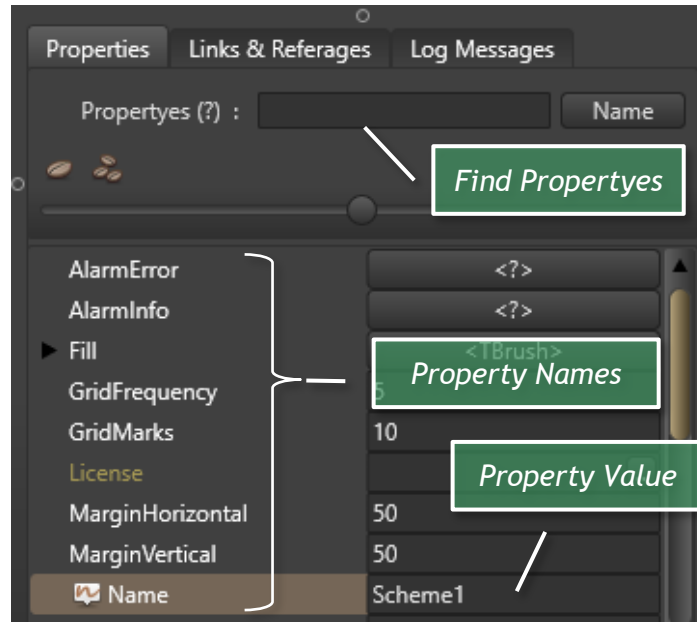 Properties Links & Referages Log Messages
Propertyes (?) : Name
Find Propertyes
AlarmError <?>
AlarmInfo <?>
Fill <TBrush>
Property Names
GridFrequency 5
GridMarks 10
License
Property Value
MarginHorizontal 50
MarginVertical 50
Name Scheme1